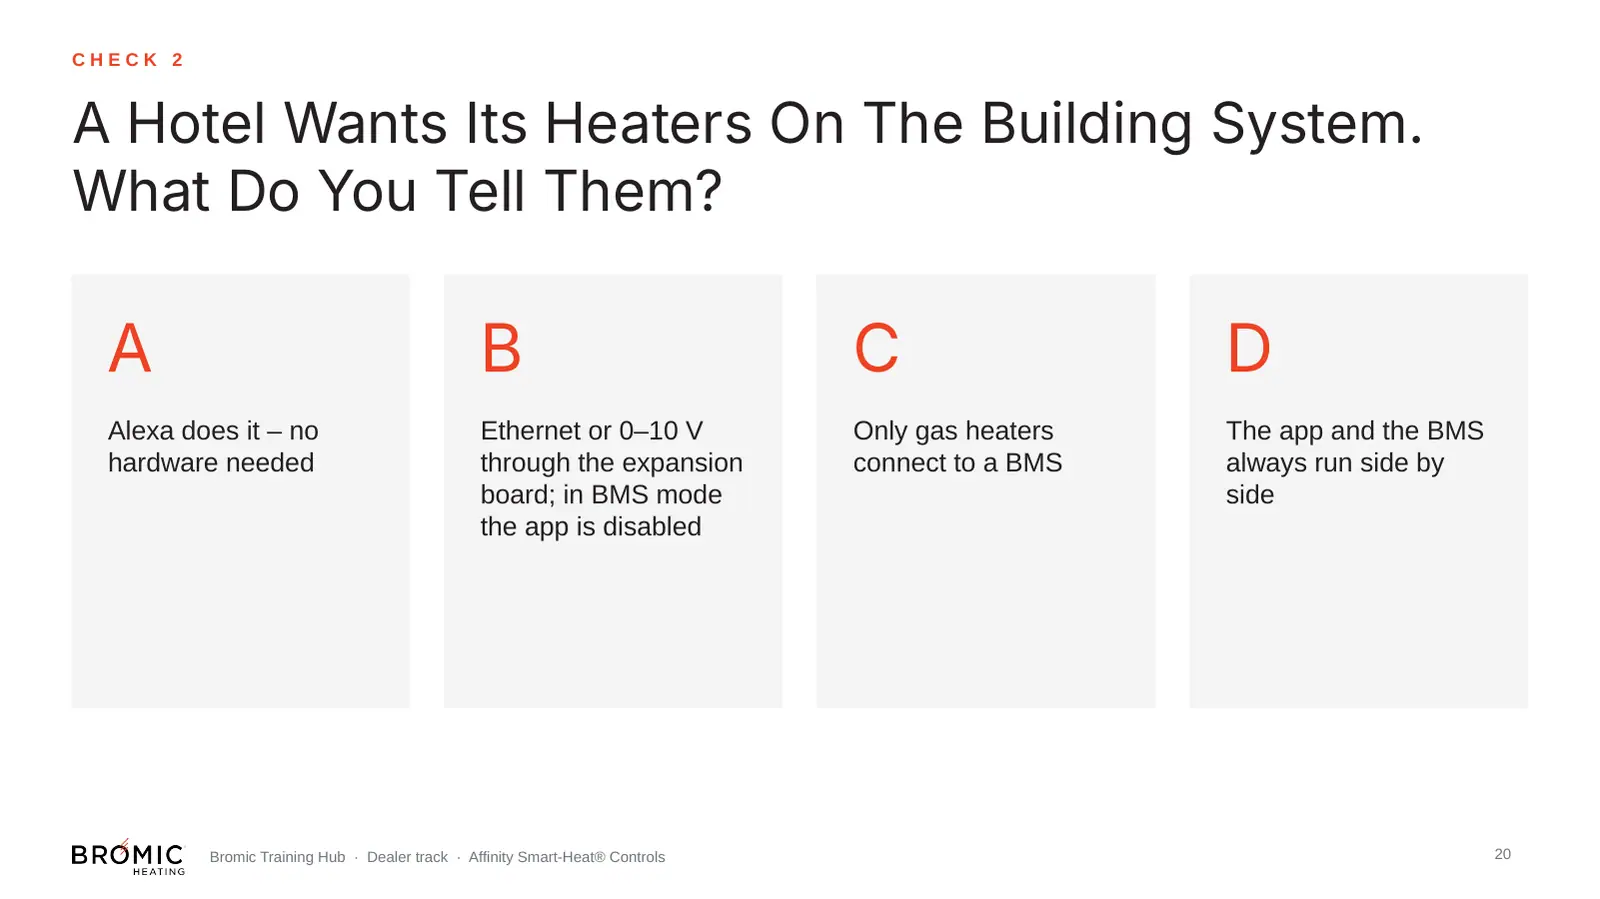 CHECK 2
A Hotel Wants Its Heaters On The Building System.
What Do You Tell Them?
A
Alexa does it – no
hardware needed
B
Ethernet or 0–10 V
through the expansion
board; in BMS mode
the app is disabled
C
Only gas heaters
connect to a BMS
D
The app and the BMS
always run side by
side
BROMIC
HEATING
Bromic Training Hub · Dealer track · Affinity Smart-Heat® Controls
20